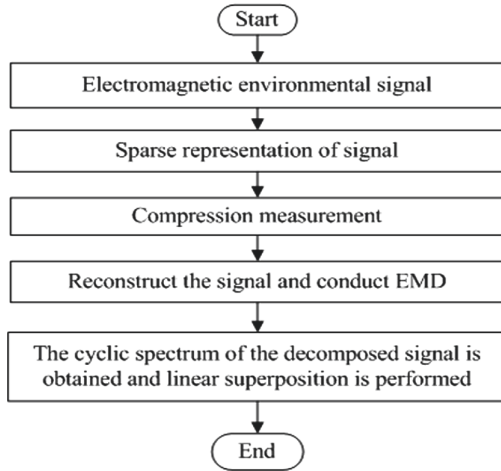 Start
Electromagnetic environmental signal
Sparse representation of signal
Compression measurement
Reconstruct the signal and conduct EMD
The cyclic spectrum of the decomposed signal is
obtained and linear superposition is performed
End